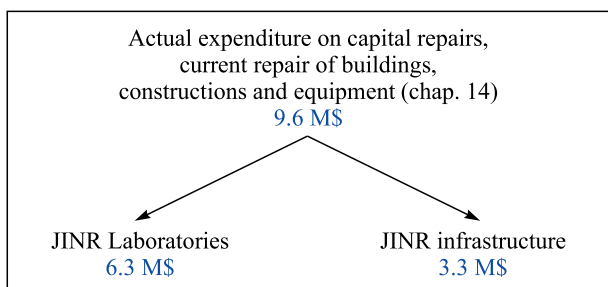 Actual expenditure on capital repairs,
current repair of buildings,
constructions and equipment (chap. 14)
9.6 M$
JINR Laboratories
6.3 M$
JINR infrastructure
3.3 M$